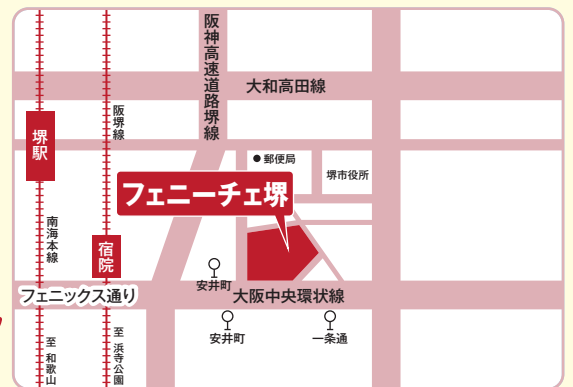 阪神高速道路堺線
大和高田線
阪堺線
堺駅
郵便局
堺市役所
フェニーチェ堺
南海本線
宿院
安井町
フェニックス通り
大阪中央環状線
安井町
一条通
至 和歌山
至 浜寺公園